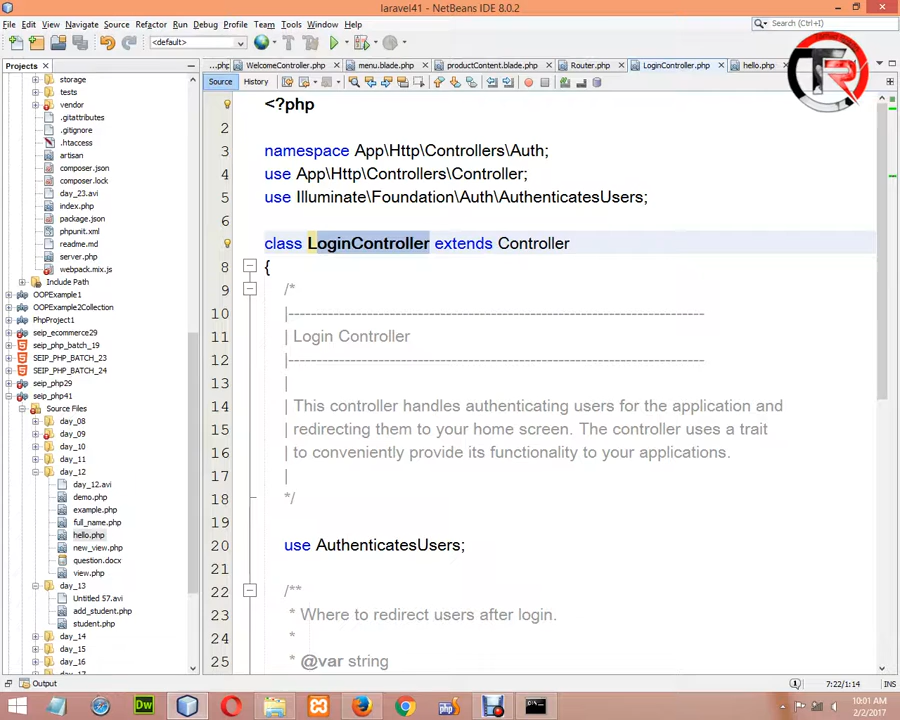 laravel41 - NetBeans IDE 8.0.2
File Edit View Navigate Source Refactor Run Debug Profile Team Tools Window Help
Search (Ctrl+I)
<default>
Projects
...php WelcomeController.php menu.blade.php productContent.blade.php Router.php LoginController.php hello.php
Source History
TR
storage
tests
vendor
.gitattributes
.gitignore
.htaccess
artisan
composer.json
composer.lock
day_23.avi
index.php
package.json
phpunit.xml
readme.md
server.php
webpack.mix.js
Include Path
OOPExample1
OOPExample2Collection
PhpProject1
seip_ecommerce29
seip_php_batch_19
SEIP_PHP_BATCH_23
SEIP_PHP_BATCH_24
seip_php29
seip_php41
Source Files
day_08
day_09
day_10
day_11
day_12
day_12.avi
demo.php
example.php
full_name.php
hello.php
new_view.php
question.docx
view.php
day_13
Untitled 57.avi
add_student.php
student.php
day_14
day_15
day_16
day_17
<?php
2
3 namespace App\Http\Controllers\Auth;
4 use App\Http\Controllers\Controller;
5 use Illuminate\Foundation\Auth\AuthenticatesUsers;
6
class LoginController extends Controller
8 {
9 /*
10 |--------------------------------------------------------------------------
11 | Login Controller
12 |--------------------------------------------------------------------------
13 |
14 | This controller handles authenticating users for the application and
15 | redirecting them to your home screen. The controller uses a trait
16 | to conveniently provide its functionality to your applications.
17 |
18 */
19
20 use AuthenticatesUsers;
21
22 /**
23 * Where to redirect users after login.
24 *
25 * @var string
Output
7:22/1:14 INS
Dw
php
10:01 AM
2/2/2017